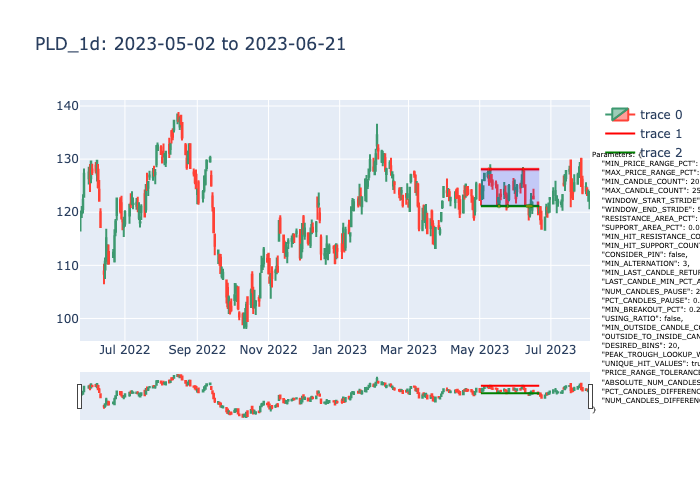 PLD_1d: 2023-05-02 to 2023-06-21
140
130
120
110
100
Jul 2022
Sep 2022
Nov 2022
Jan 2023
Mar 2023
May 2023
Jul 2023
trace 0
trace 1
trace 2
Parameters: {
"MIN_PRICE_RANGE_PCT":
"MAX_PRICE_RANGE_PCT":
"MIN_CANDLE_COUNT": 20
"MAX_CANDLE_COUNT": 25
"WINDOW_START_STRIDE"
"WINDOW_END_STRIDE":
"RESISTANCE_AREA_PCT":
"SUPPORT_AREA_PCT": 0.0
"MIN_HIT_RESISTANCE_CO
"MIN_HIT_SUPPORT_COUN
"CONSIDER_PIN": false,
"MIN_ALTERNATION": 3,
"MIN_LAST_CANDLE_RETUR
"LAST_CANDLE_MIN_PCT_A
"NUM_CANDLES_PAUSE": 2
"PCT_CANDLES_PAUSE": 0.
"MIN_BREAKOUT_PCT": 0.2
"USING_RATIO": false,
"MIN_OUTSIDE_CANDLE_C
"OUTSIDE_TO_INSIDE_CAN
"DESIRED_BINS": 20,
"PEAK_TROUGH_LOOKUP_W
"UNIQUE_HIT_VALUES": tru
"PRICE_RANGE_TOLERANC
"ABSOLUTE_NUM_CANDLES
"PCT_CANDLES_DIFFERENC
"NUM_CANDLES_DIFFEREN
}